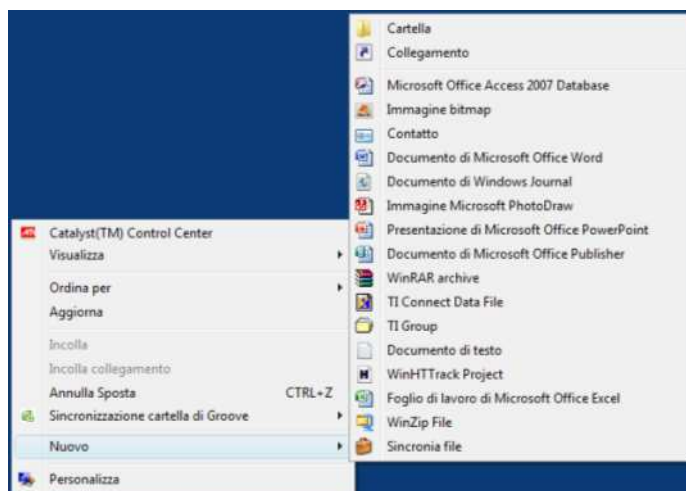 Cartella
Collegamento
Microsoft Office Access 2007 Database
Immagine bitmap
Contatto
Documento di Microsoft Office Word
Documento di Windows Journal
Immagine Microsoft PhotoDraw
Presentazione di Microsoft Office PowerPoint
Documento di Microsoft Office Publisher
WinRAR archive
TI Connect Data File
TI Group
Documento di testo
WinHTTrack Project
Foglio di lavoro di Microsoft Office Excel
WinZip File
Sincronia file
Catalyst(TM) Control Center
Visualizza
Ordina per
Aggiorna
Incolla
Incolla collegamento
Annulla Sposta CTRL+Z
Sincronizzazione cartella di Groove
Nuovo
Personalizza